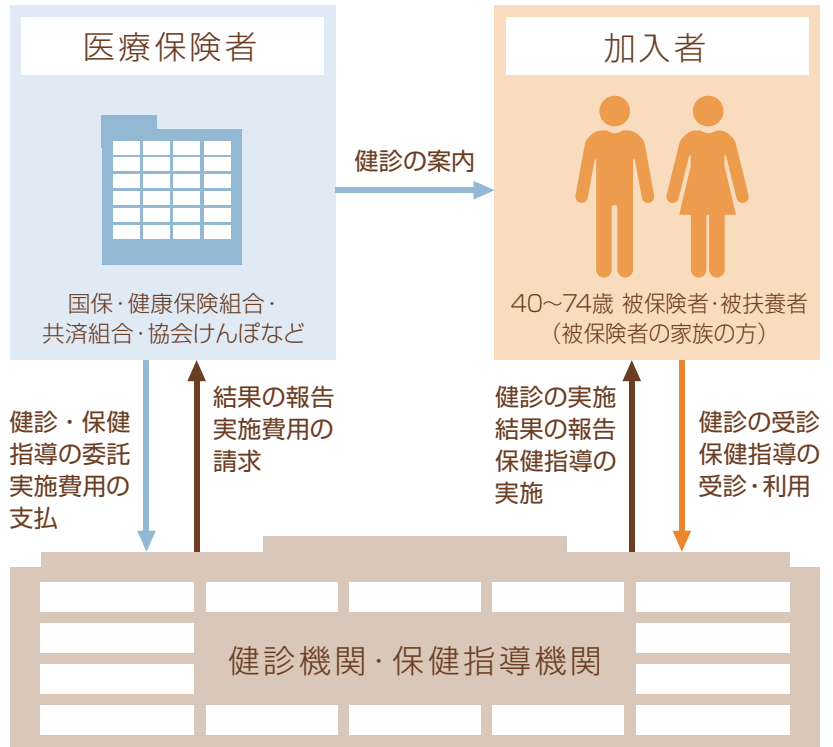 医療保険者
加入者
健診の案内
国保・健康保険組合・
共済組合・協会けんぽなど
40〜74歳 被保険者・被扶養者
（被保険者の家族の方）
健診・保健
指導の委託
実施費用の
支払
結果の報告
実施費用の
請求
健診の実施
結果の報告
保健指導の
実施
健診の受診
保健指導の
受診・利用
健診機関・保健指導機関